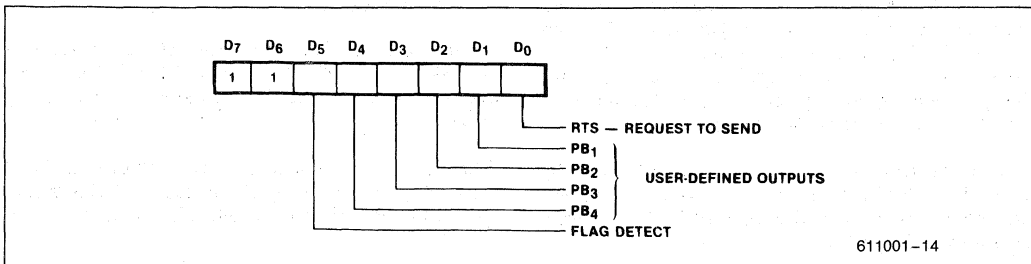 D7 D6 D5 D4 D3 D2 D1 D0
1 1
RTS — REQUEST TO SEND
PB1
PB2
USER-DEFINED OUTPUTS
PB3
PB4
FLAG DETECT
611001-14